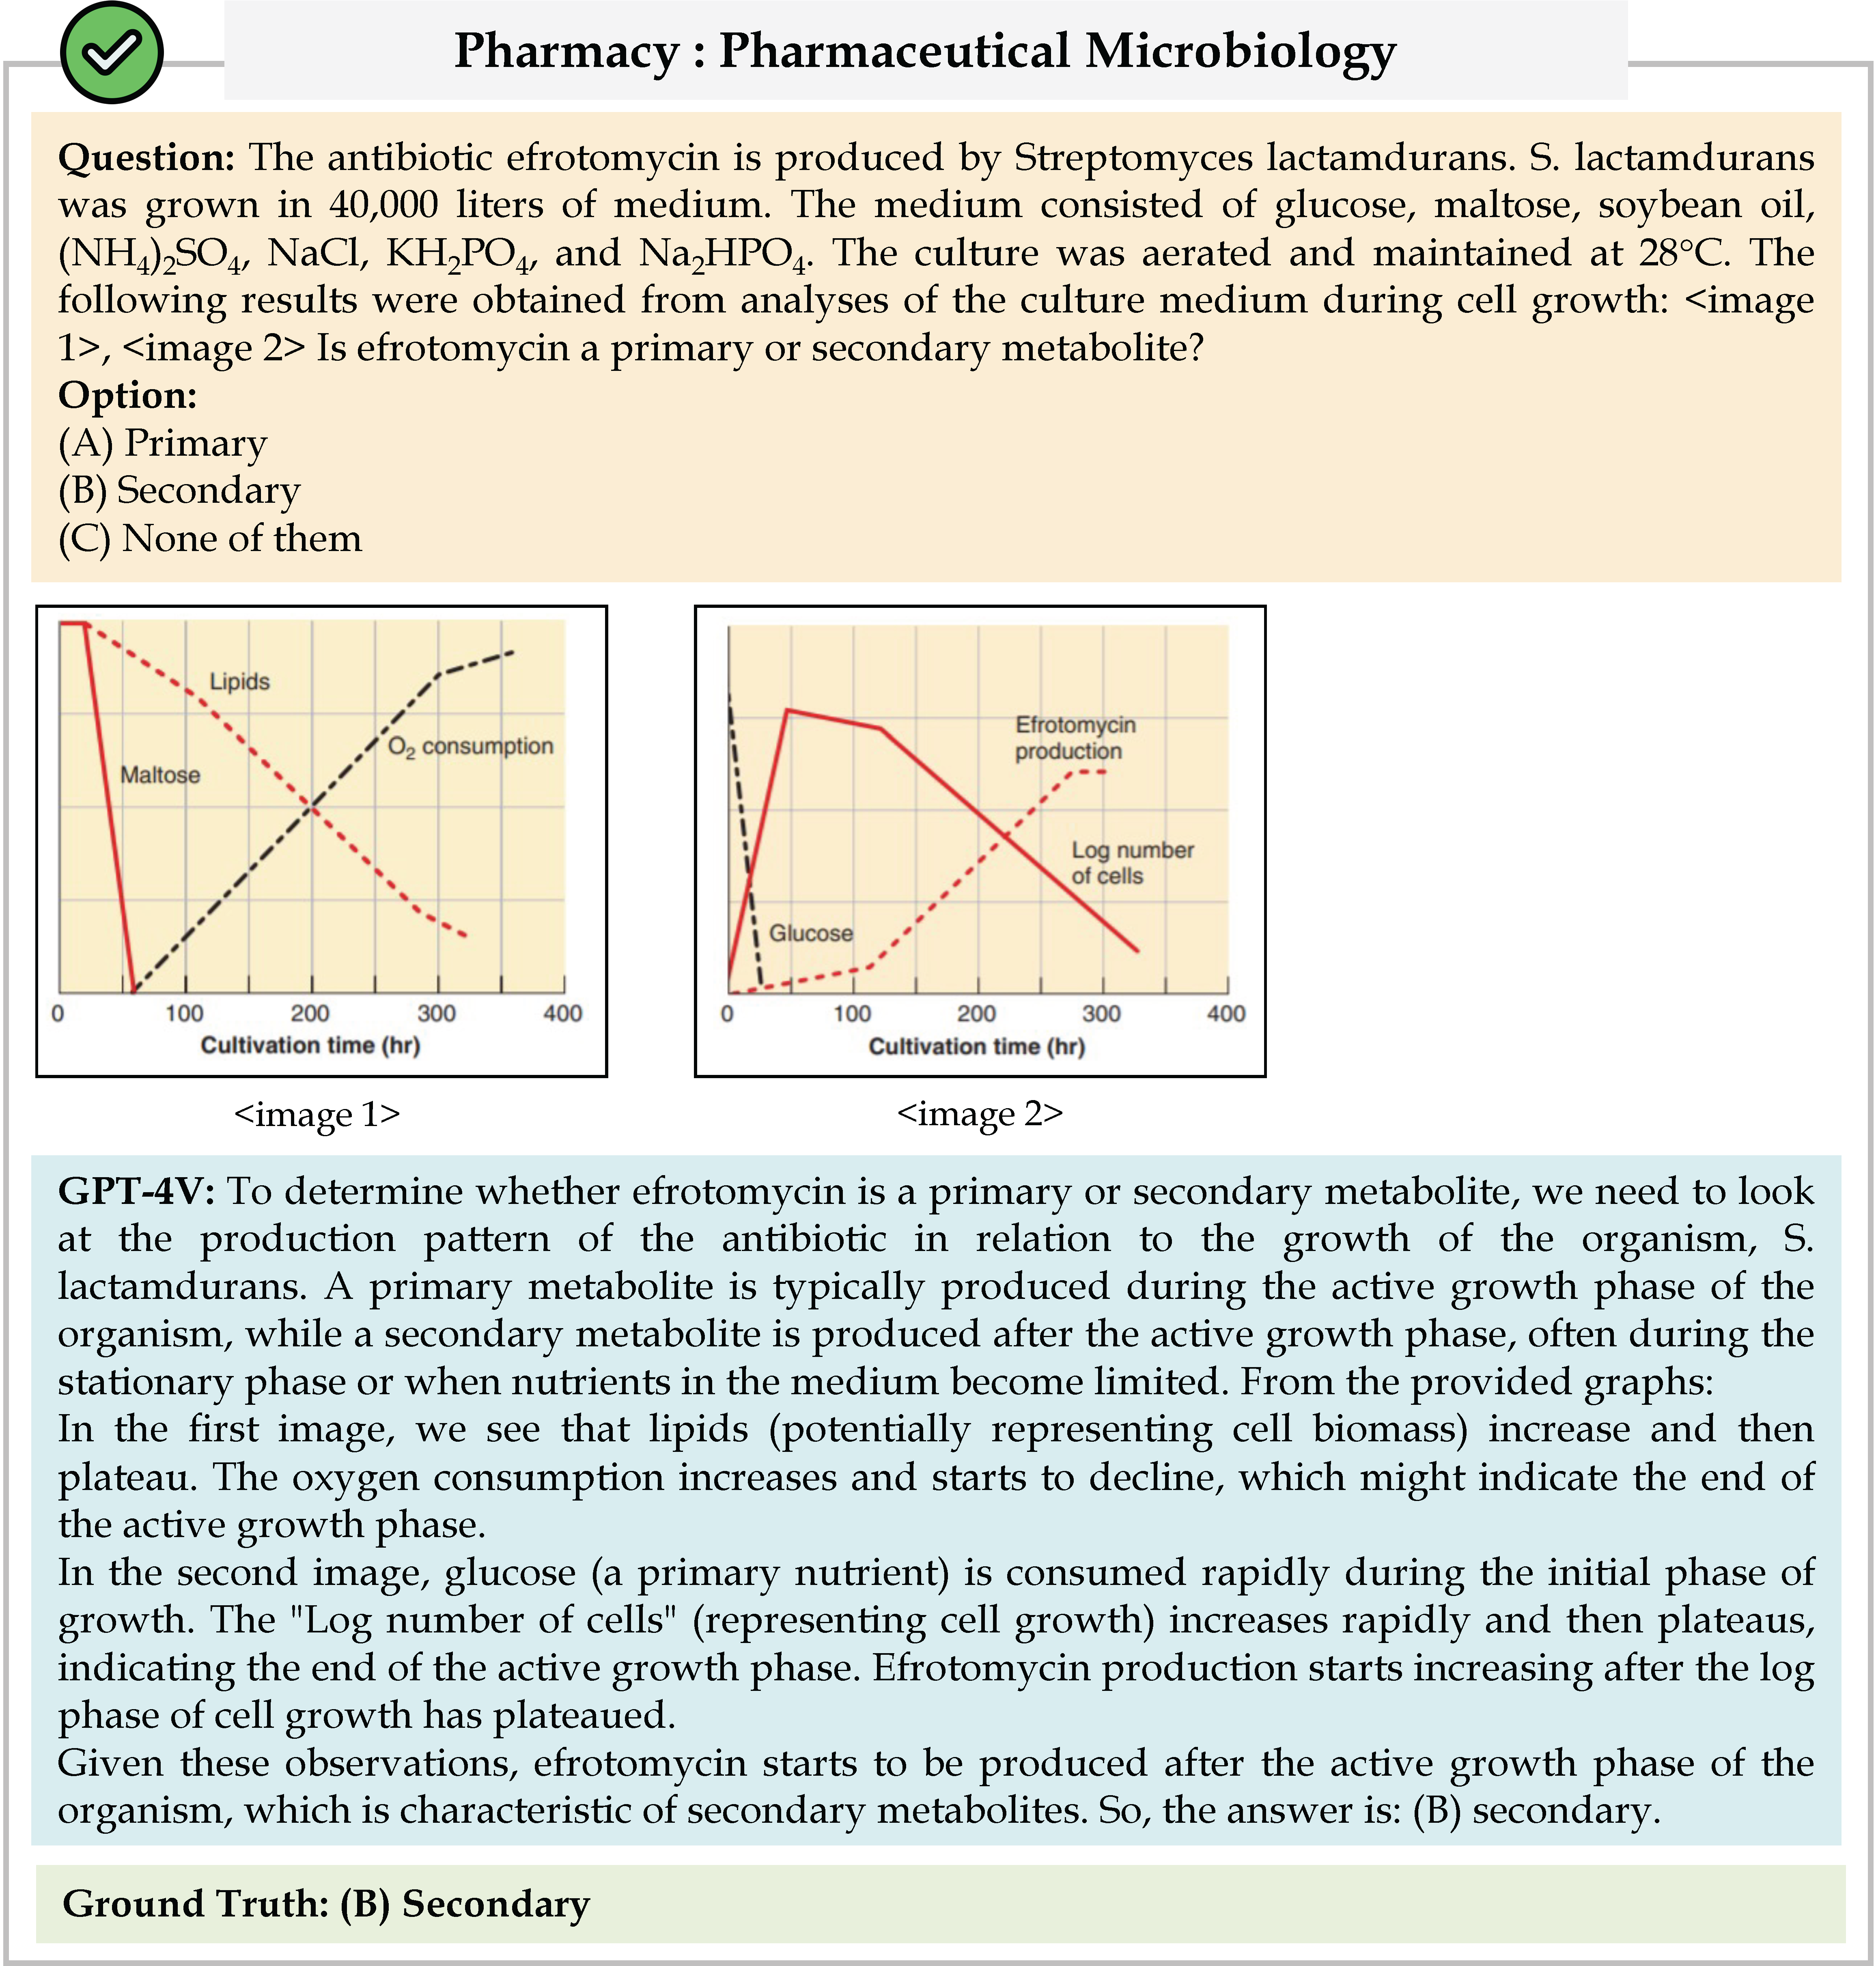 Pharmacy : Pharmaceutical Microbiology
Question: The antibiotic efrotomycin is produced by Streptomyces lactamdurans. S. lactamdurans
was grown in 40,000 liters of medium. The medium consisted of glucose, maltose, soybean oil,
(NH₄)₂SO₄, NaCl, KH₂PO₄, and Na₂HPO₄. The culture was aerated and maintained at 28°C. The
following results were obtained from analyses of the culture medium during cell growth: <image
1>, <image 2> Is efrotomycin a primary or secondary metabolite?
Option:
(A) Primary
(B) Secondary
(C) None of them
Lipids
O₂ consumption
Maltose
0 100 200 300 400
Cultivation time (hr)
<image 1>
Efrotomycin
production
Log number
of cells
Glucose
0 100 200 300 400
Cultivation time (hr)
<image 2>
GPT-4V: To determine whether efrotomycin is a primary or secondary metabolite, we need to look
at the production pattern of the antibiotic in relation to the growth of the organism, S.
lactamdurans. A primary metabolite is typically produced during the active growth phase of the
organism, while a secondary metabolite is produced after the active growth phase, often during the
stationary phase or when nutrients in the medium become limited. From the provided graphs:
In the first image, we see that lipids (potentially representing cell biomass) increase and then
plateau. The oxygen consumption increases and starts to decline, which might indicate the end of
the active growth phase.
In the second image, glucose (a primary nutrient) is consumed rapidly during the initial phase of
growth. The "Log number of cells" (representing cell growth) increases rapidly and then plateaus,
indicating the end of the active growth phase. Efrotomycin production starts increasing after the log
phase of cell growth has plateaued.
Given these observations, efrotomycin starts to be produced after the active growth phase of the
organism, which is characteristic of secondary metabolites. So, the answer is: (B) secondary.
Ground Truth: (B) Secondary